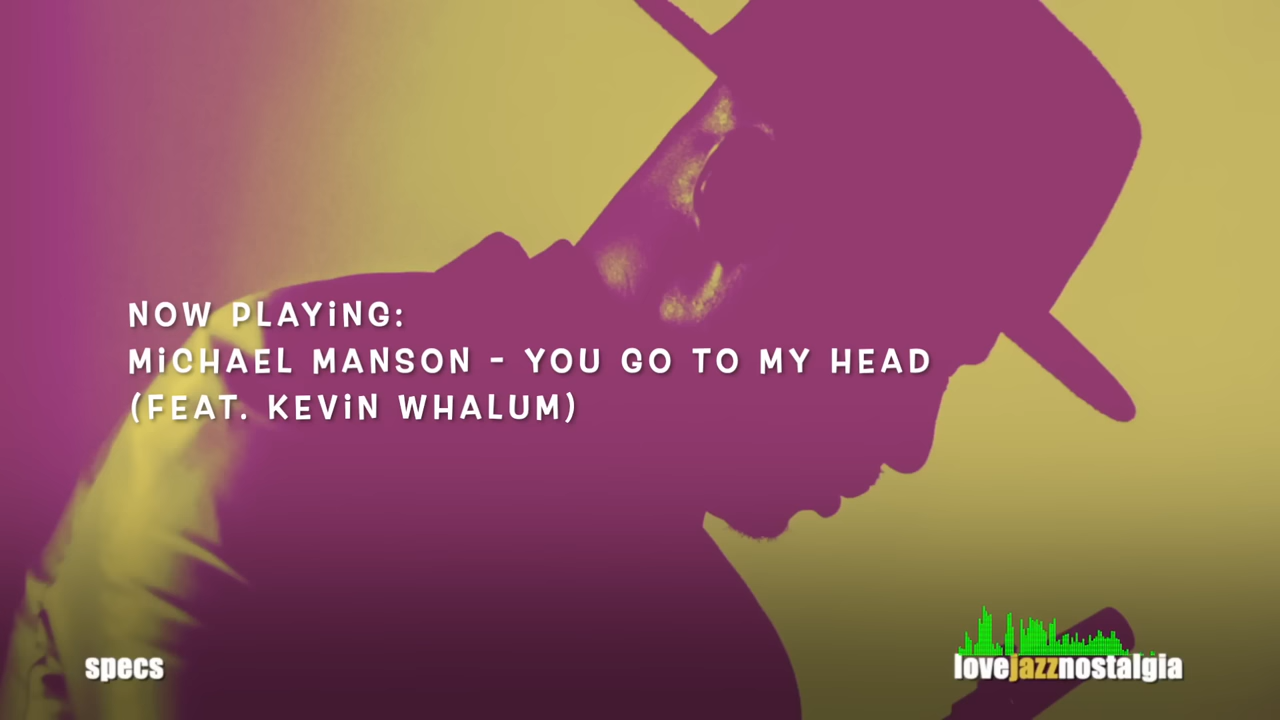 NOW PLAYiNG:
MiCHAEL MANSON - YOU GO TO MY HEAD
(FEAT. KEViN WHALUM)
specs
lovejazznostalgia